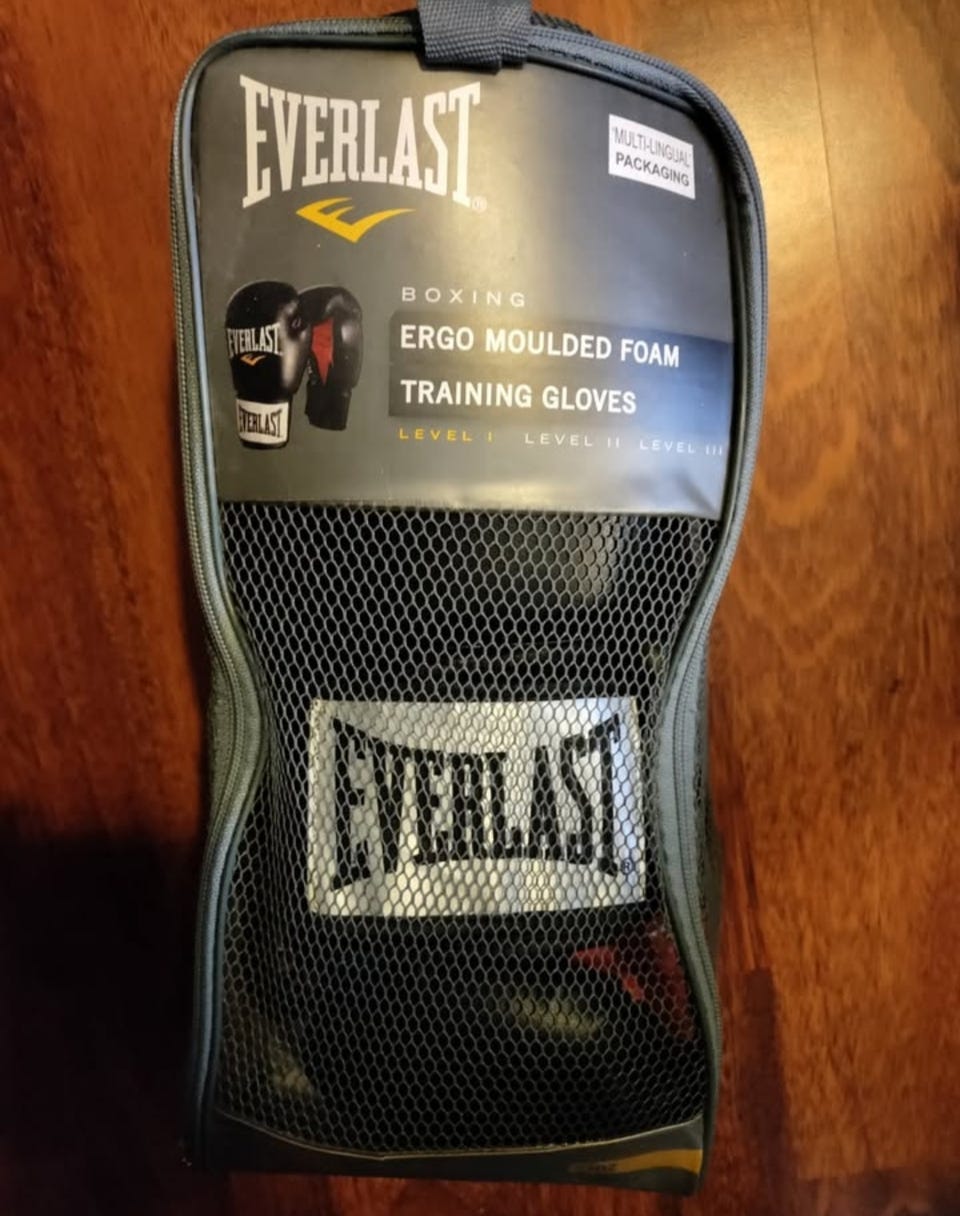 EVERLAST®
'MULTI-LINGUAL'
PACKAGING
BOXING
ERGO MOULDED FOAM
TRAINING GLOVES
LEVEL I LEVEL II LEVEL III
EVERLAST
EVERLAST
EVERLAST®